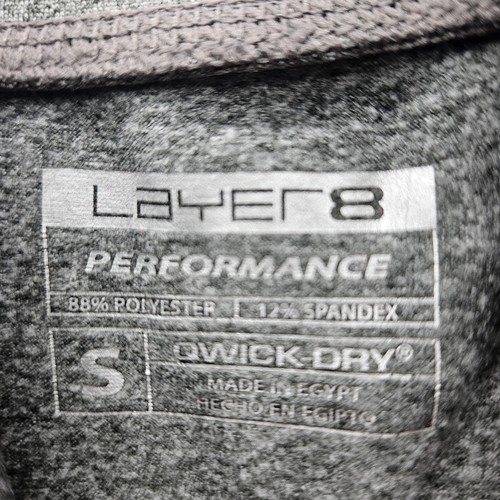 LAYER8
PERFORMANCE
88% POLYESTER | 12% SPANDEX
S
QWICK-DRY®
MADE IN EGYPT
HECHO EN EGIPTO